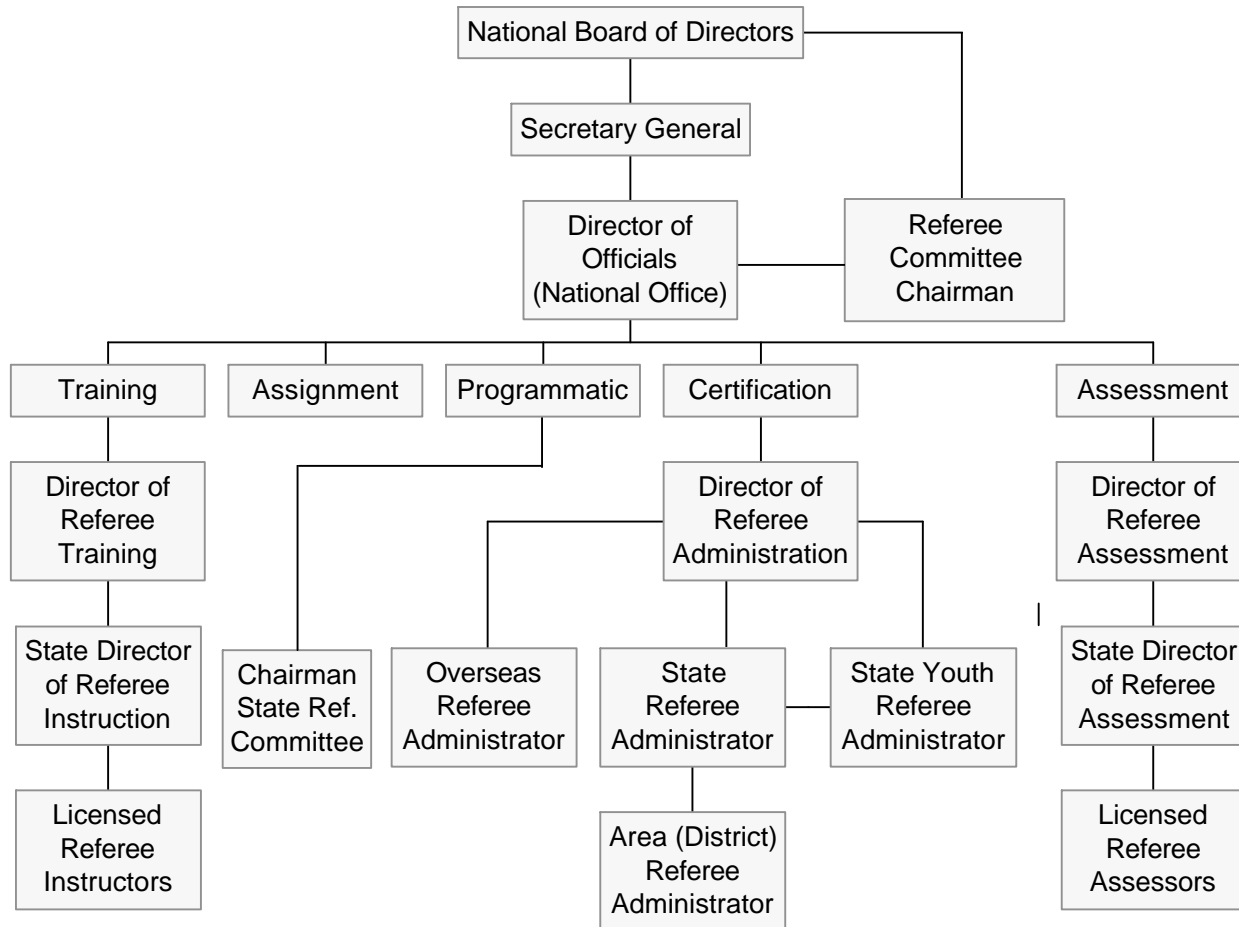 National Board of Directors
Secretary General
Director of
Officials
(National Office)
Referee
Committee
Chairman
Training
Assignment
Programmatic
Certification
Assessment
Director of
Referee
Training
Director of
Referee
Administration
Director of
Referee
Assessment
State Director
of Referee
Instruction
Chairman
State Ref.
Committee
Overseas
Referee
Administrator
State
Referee
Administrator
State Youth
Referee
Administrator
State Director
of Referee
Assessment
Licensed
Referee
Instructors
Area (District)
Referee
Administrator
Licensed
Referee
Assessors